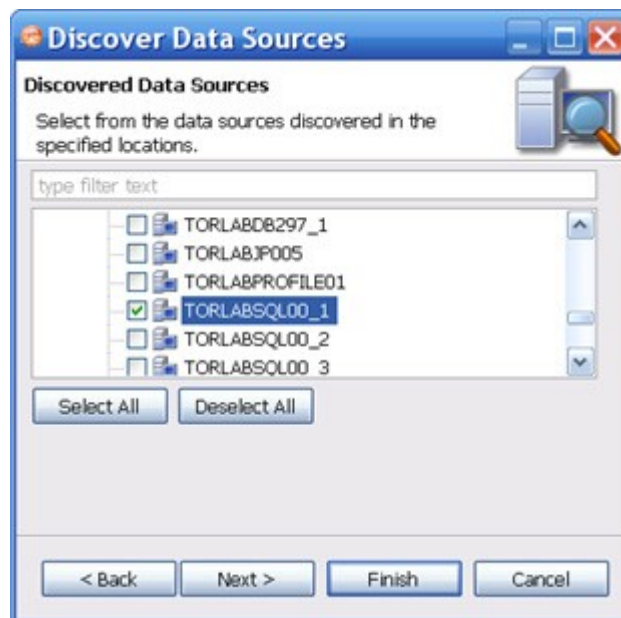 Discover Data Sources
Discovered Data Sources
Select from the data sources discovered in the
specified locations.
type filter text
TORLABDB297_1
TORLABJP005
TORLABPROFILE01
TORLABSQL00_1
TORLABSQL00_2
TORLABSQL00_3
Select All
Deselect All
< Back
Next >
Finish
Cancel